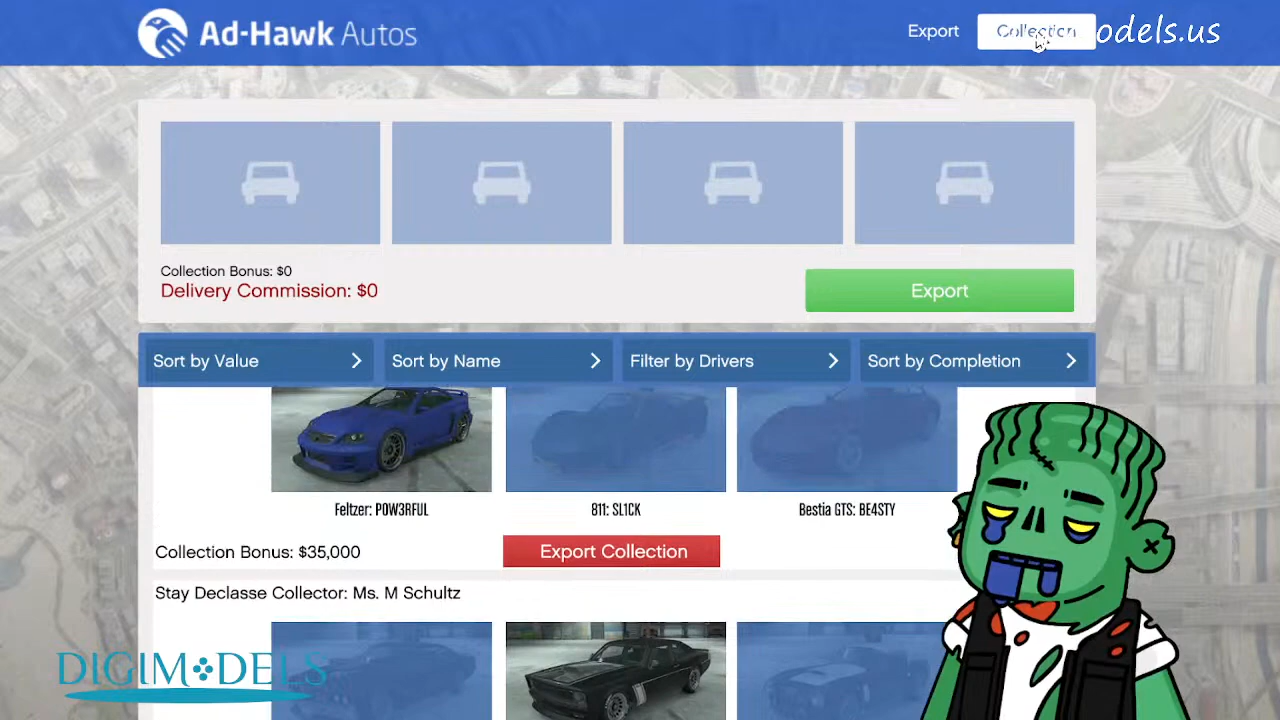 Ad-Hawk Autos
Export
Collection
odels.us
Collection Bonus: $0
Delivery Commission: $0
Export
Sort by Value
Sort by Name
Filter by Drivers
Sort by Completion
Feltzer: P0W3RFUL
811: SL1CK
Bestia GTS: BE4STY
Collection Bonus: $35,000
Export Collection
Stay Declasse Collector: Ms. M Schultz
DIGIMODELS